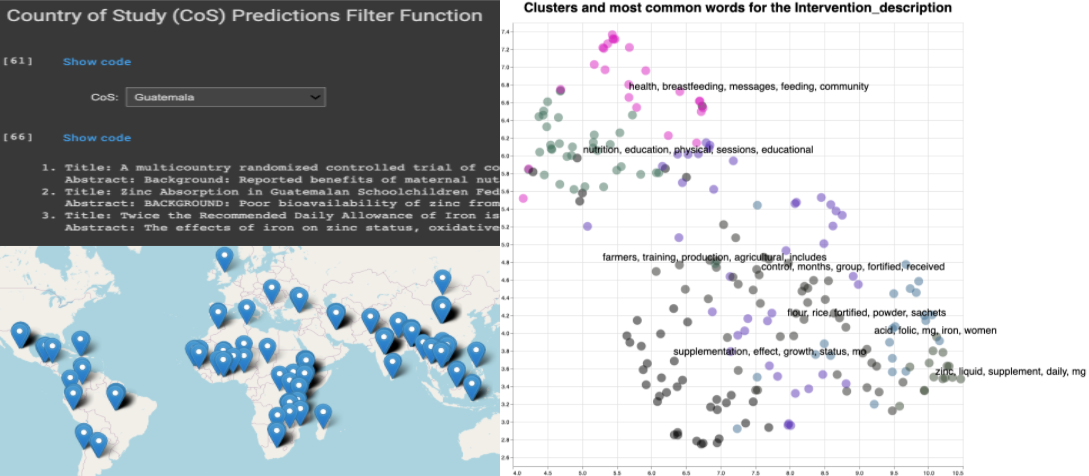 Country of Study (CoS) Predictions Filter Function
[61] Show code
CoS: Guatemala
[66] Show code
1. Title: A multicountry randomized controlled trial of co
Abstract: Background: Reported benefits of maternal nut
2. Title: Zinc Absorption in Guatemalan Schoolchildren Fed
Abstract: BACKGROUND: Poor bioavailability of zinc from
3. Title: Twice the Recommended Daily Allowance of Iron is
Abstract: The effects of iron on zinc status, oxidative
Clusters and most common words for the Intervention_description
7.4
7.2
7.0
6.8
health, breastfeeding, messages, feeding, community
6.6
6.4
6.2
nutrition, education, physical, sessions, educational
6.0
5.8
5.6
5.4
5.2
5.0
farmers, training, production, agricultural, includes
4.8
control, months, group, fortified, received
4.6
4.4
4.2
flour, rice, fortified, powder, sachets
4.0
acid, folic, mg, iron, women
3.8
supplementation, effect, growth, status, mo
3.6
zinc, liquid, supplement, daily, mg
3.4
3.2
3.0
2.8
2.6
4.0 4.5 5.0 5.5 6.0 6.5 7.0 7.5 8.0 8.5 9.0 9.5 10.0 10.5